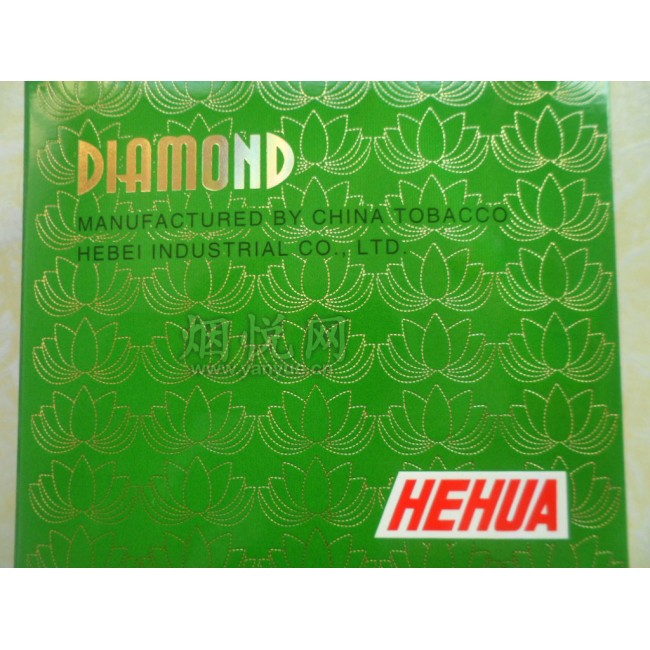 DIAMOND
MANUFACTURED BY CHINA TOBACCO
HEBEI INDUSTRIAL CO., LTD.
烟悦网
www.yanyue.cn
HEHUA